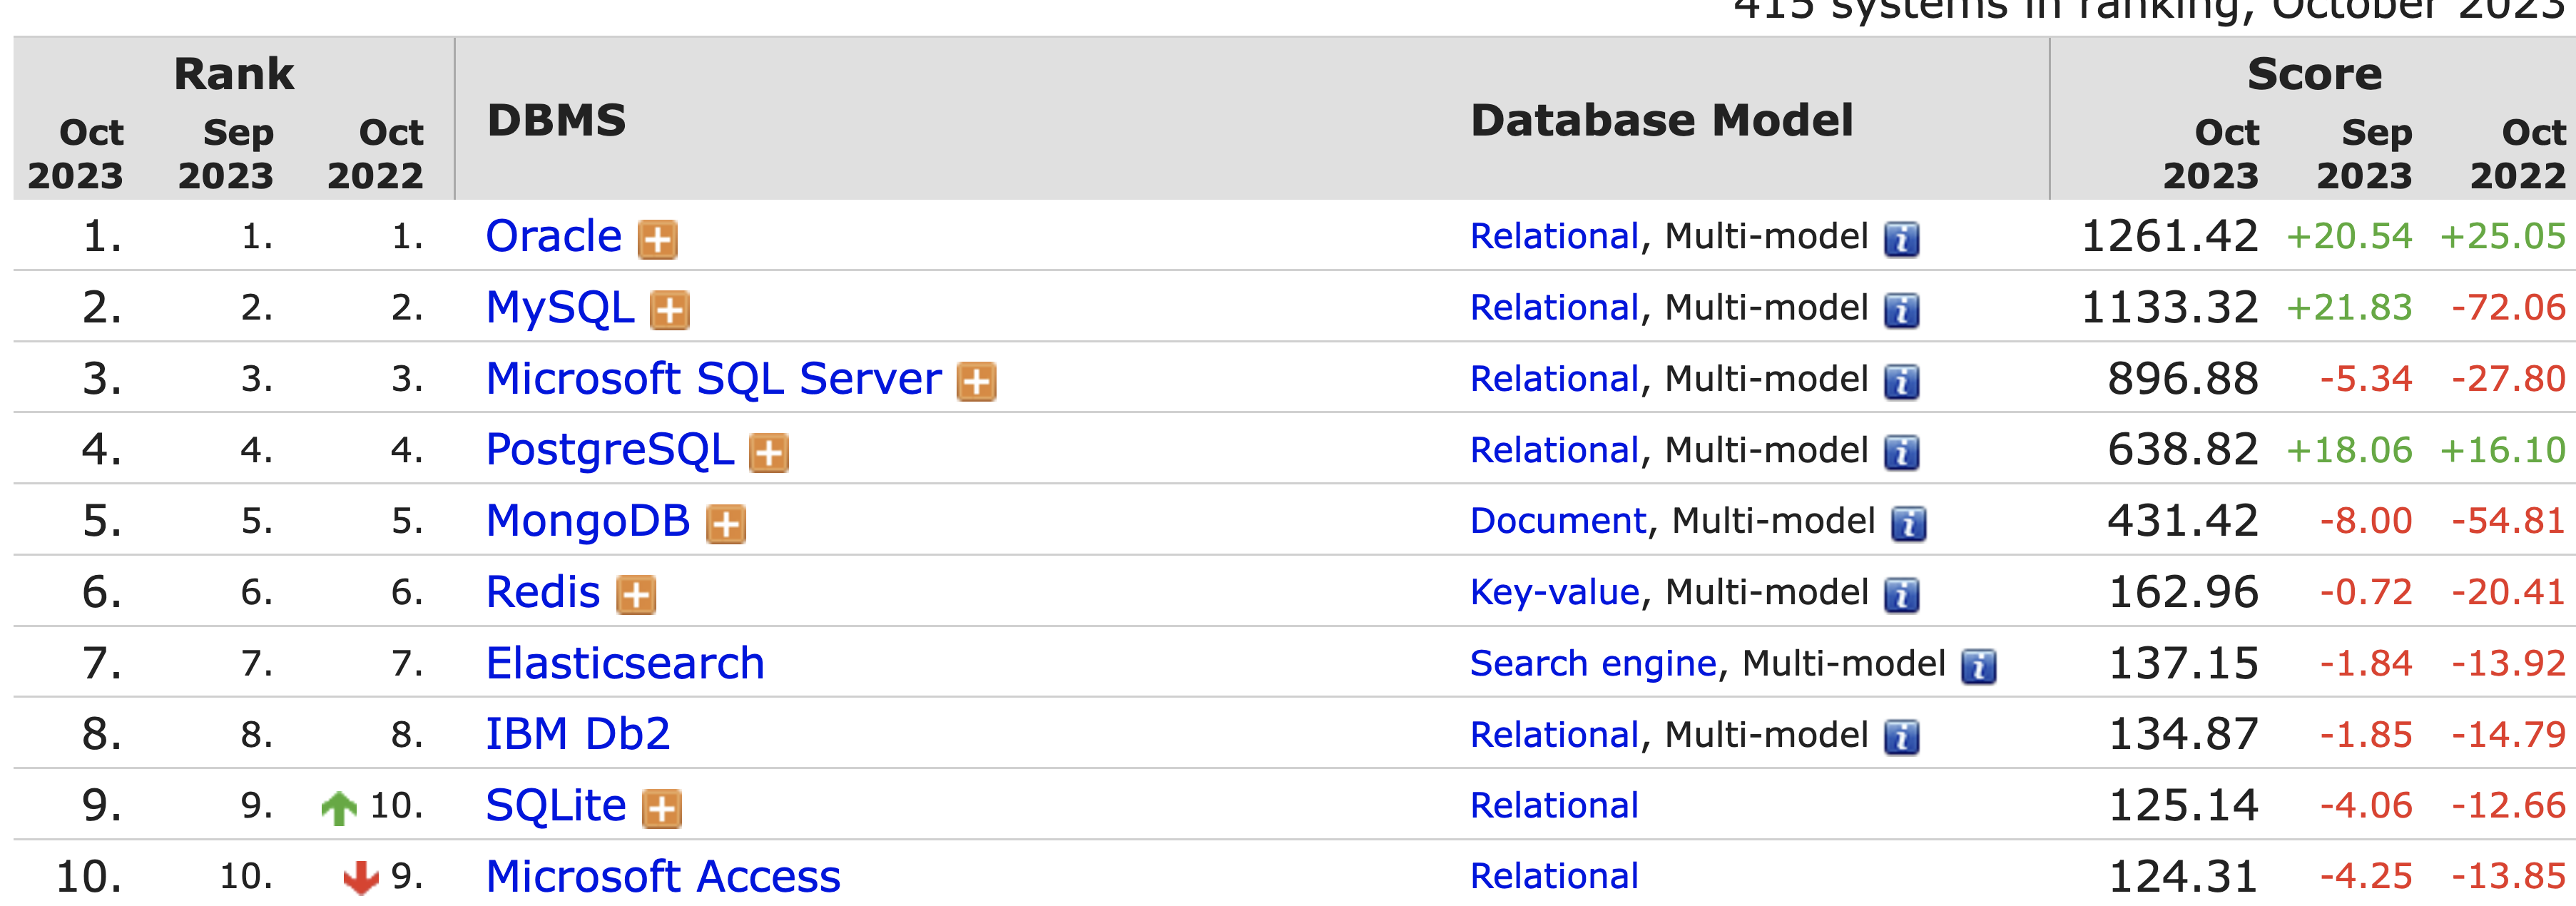 415 systems in ranking, October 2023
Rank DBMS Database Model Score
Oct 2023 Sep 2023 Oct 2022 Oct 2023 Sep 2023 Oct 2022
1. 1. 1. Oracle Relational, Multi-model 1261.42 +20.54 +25.05
2. 2. 2. MySQL Relational, Multi-model 1133.32 +21.83 -72.06
3. 3. 3. Microsoft SQL Server Relational, Multi-model 896.88 -5.34 -27.80
4. 4. 4. PostgreSQL Relational, Multi-model 638.82 +18.06 +16.10
5. 5. 5. MongoDB Document, Multi-model 431.42 -8.00 -54.81
6. 6. 6. Redis Key-value, Multi-model 162.96 -0.72 -20.41
7. 7. 7. Elasticsearch Search engine, Multi-model 137.15 -1.84 -13.92
8. 8. 8. IBM Db2 Relational, Multi-model 134.87 -1.85 -14.79
9. 9. 10. SQLite Relational 125.14 -4.06 -12.66
10. 10. 9. Microsoft Access Relational 124.31 -4.25 -13.85